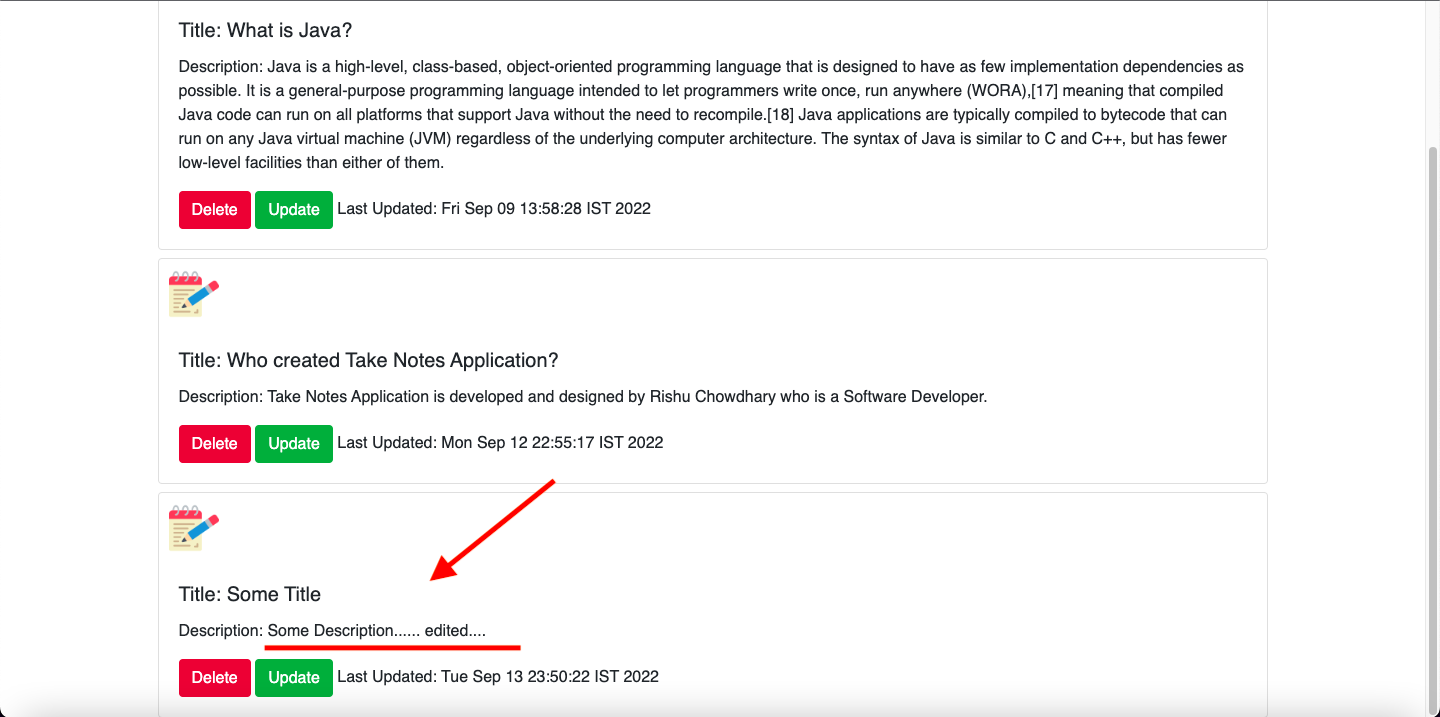 Title: What is Java?
Description: Java is a high-level, class-based, object-oriented programming language that is designed to have as few implementation dependencies as
possible. It is a general-purpose programming language intended to let programmers write once, run anywhere (WORA),[17] meaning that compiled
Java code can run on all platforms that support Java without the need to recompile.[18] Java applications are typically compiled to bytecode that can
run on any Java virtual machine (JVM) regardless of the underlying computer architecture. The syntax of Java is similar to C and C++, but has fewer
low-level facilities than either of them.
Delete Update Last Updated: Fri Sep 09 13:58:28 IST 2022
Title: Who created Take Notes Application?
Description: Take Notes Application is developed and designed by Rishu Chowdhary who is a Software Developer.
Delete Update Last Updated: Mon Sep 12 22:55:17 IST 2022
Title: Some Title
Description: Some Description...... edited....
Delete Update Last Updated: Tue Sep 13 23:50:22 IST 2022